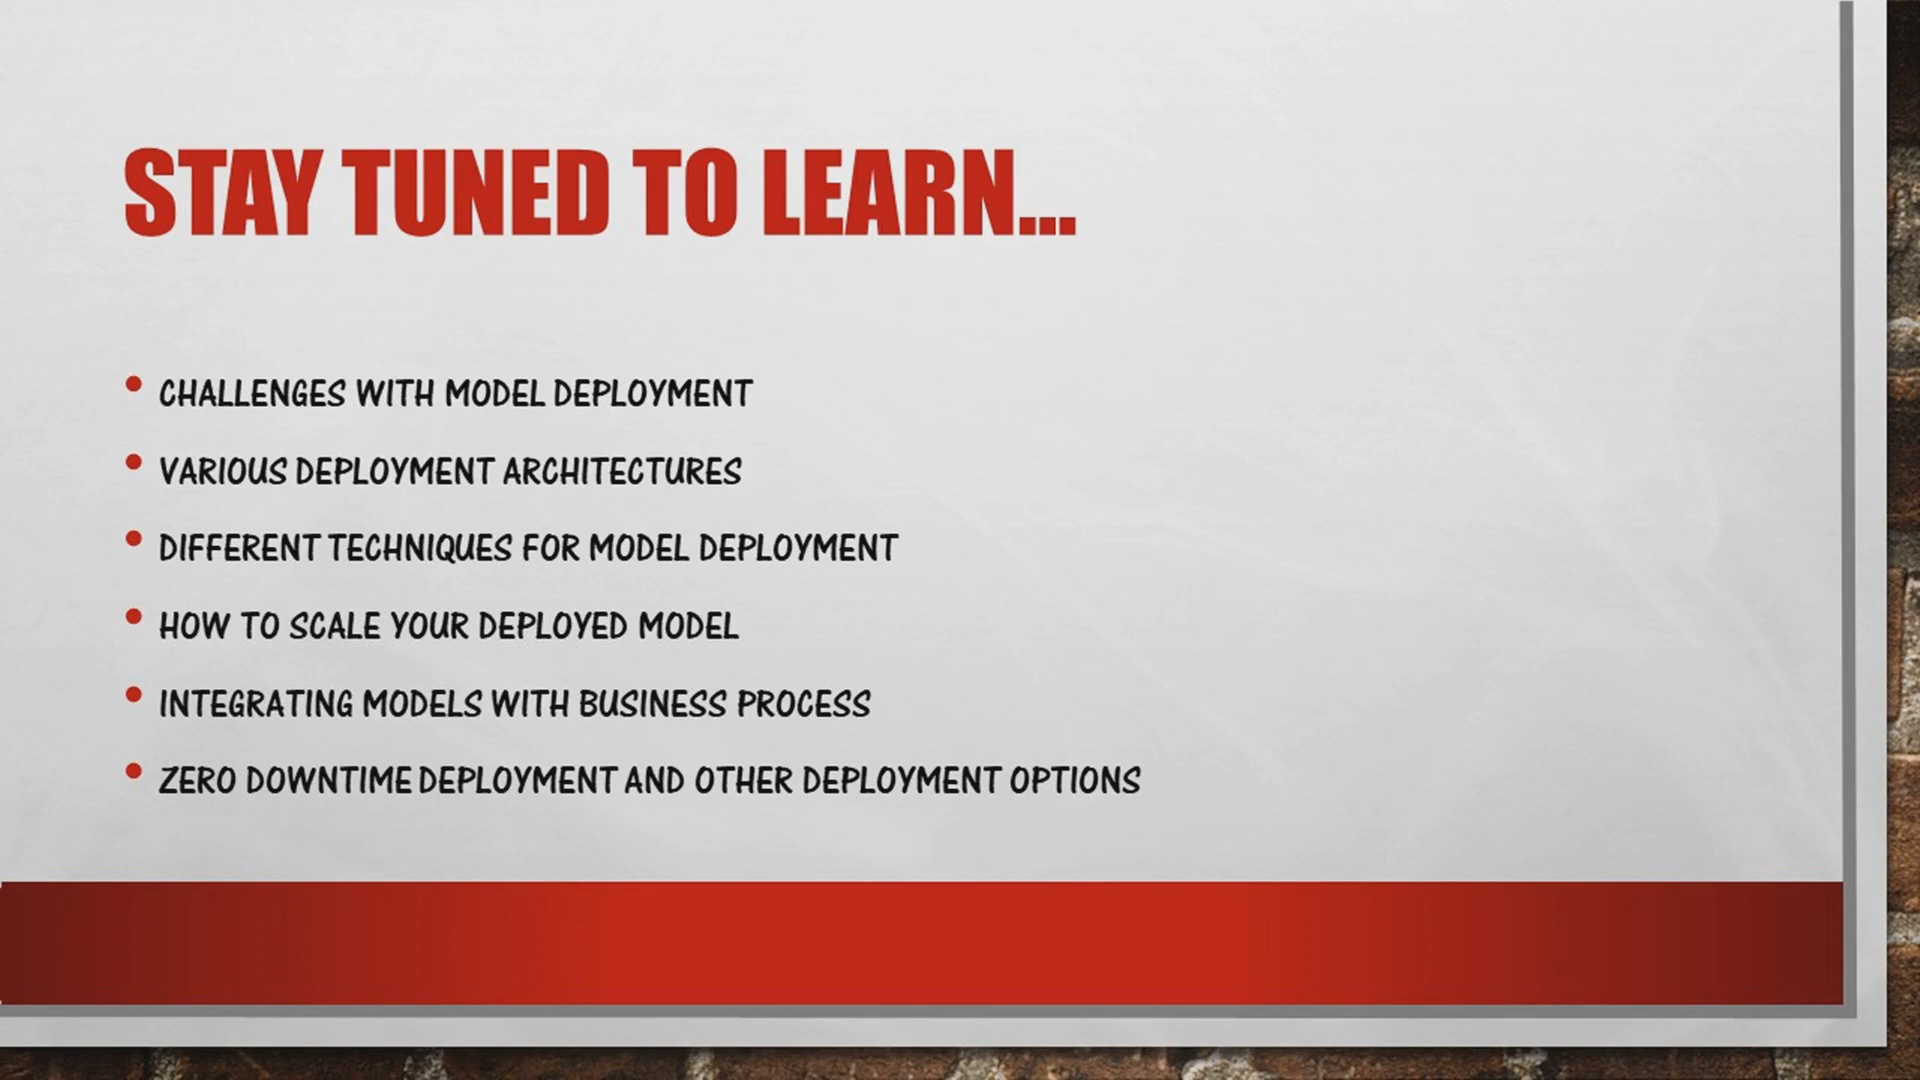 STAY TUNED TO LEARN...
• CHALLENGES WITH MODEL DEPLOYMENT
• VARIOUS DEPLOYMENT ARCHITECTURES
• DIFFERENT TECHNIQUES FOR MODEL DEPLOYMENT
• HOW TO SCALE YOUR DEPLOYED MODEL
• INTEGRATING MODELS WITH BUSINESS PROCESS
• ZERO DOWNTIME DEPLOYMENT AND OTHER DEPLOYMENT OPTIONS